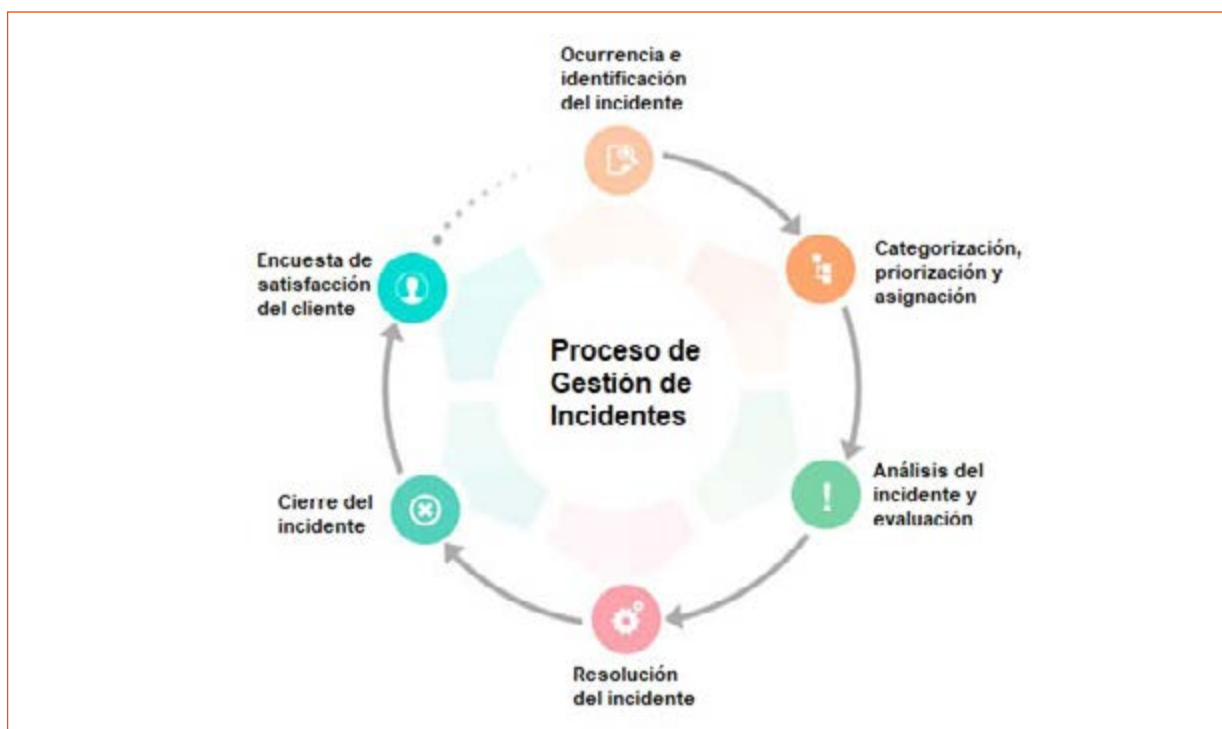 Ocurrencia e
identificación
del incidente
Categorización,
priorización y
asignación
Análisis del
incidente y
evaluación
Resolución
del incidente
Cierre del
incidente
Encuesta de
satisfacción
del cliente
Proceso de
Gestión de
Incidentes